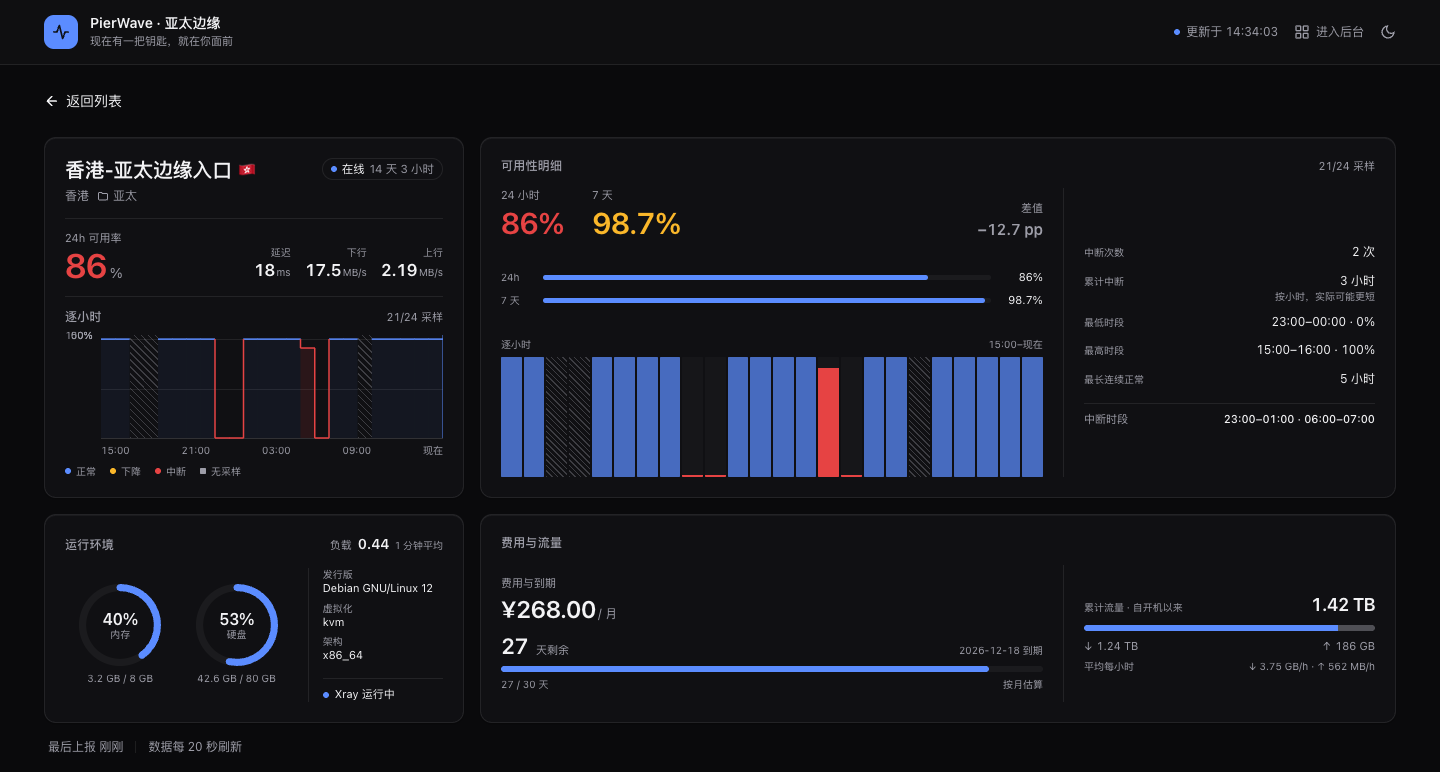 PierWave · 亚太边缘
现在有一把钥匙，就在你面前
更新于 14:34:03
进入后台
返回列表
香港-亚太边缘入口
在线 14 天 3 小时
香港 亚太
24h 可用率
86 %
延迟
18 ms
下行
17.5 MB/s
上行
2.19 MB/s
逐小时
21/24 采样
15:00 21:00 03:00 09:00 现在
正常 下降 中断 无采样
可用性明细
21/24 采样
24 小时
86%
7 天
98.7%
差值
−12.7 pp
24h 86%
7 天 98.7%
逐小时
15:00–现在
中断次数 2 次
累计中断 3 小时
按小时，实际可能更短
最低时段 23:00–00:00 · 0%
最高时段 15:00–16:00 · 100%
最长连续正常 5 小时
中断时段 23:00–01:00 · 06:00–07:00
运行环境
负载 0.44 1 分钟平均
40%
内存
3.2 GB / 8 GB
53%
硬盘
42.6 GB / 80 GB
发行版
Debian GNU/Linux 12
虚拟化
kvm
架构
x86_64
Xray 运行中
费用与流量
费用与到期
¥268.00 / 月
27 天剩余
2026-12-18 到期
27 / 30 天
按月估算
累计流量 · 自开机以来 1.42 TB
↓ 1.24 TB ↑ 186 GB
平均每小时 ↓ 3.75 GB/h · ↑ 562 MB/h
最后上报 刚刚
数据每 20 秒刷新